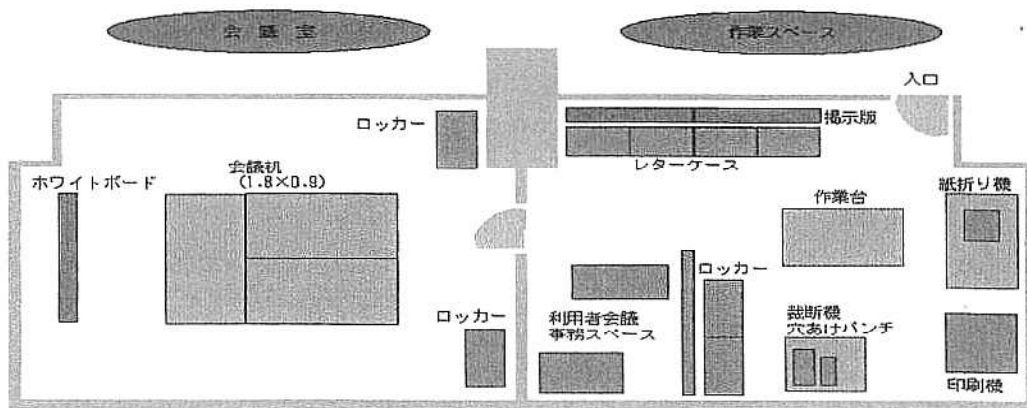 会議室
作業スペース
入口
ロッカー
掲示版
レターケース
会議机
(1.8×0.9)
ホワイトボード
作業台
紙折り機
ロッカー
ロッカー
利用者会議
事務スペース
裁断機
穴あけパンチ
印刷機